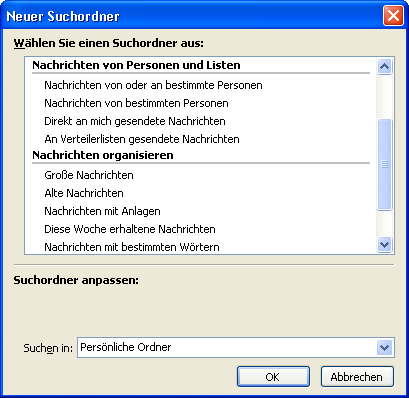 Neuer Suchordner
Wählen Sie einen Suchordner aus:
Nachrichten von Personen und Listen
Nachrichten von oder an bestimmte Personen
Nachrichten von bestimmten Personen
Direkt an mich gesendete Nachrichten
An Verteilerlisten gesendete Nachrichten
Nachrichten organisieren
Große Nachrichten
Alte Nachrichten
Nachrichten mit Anlagen
Diese Woche erhaltene Nachrichten
Nachrichten mit bestimmten Wörtern
Suchordner anpassen:
Suchen in: Persönliche Ordner
OK Abbrechen